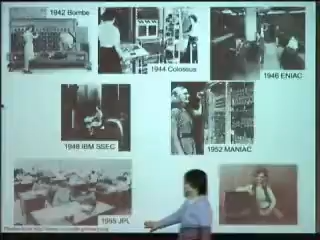 1942 Bombe
1944 Colossus
1946 ENIAC
1948 IBM SSEC
1952 MANIAC
1955 JPL